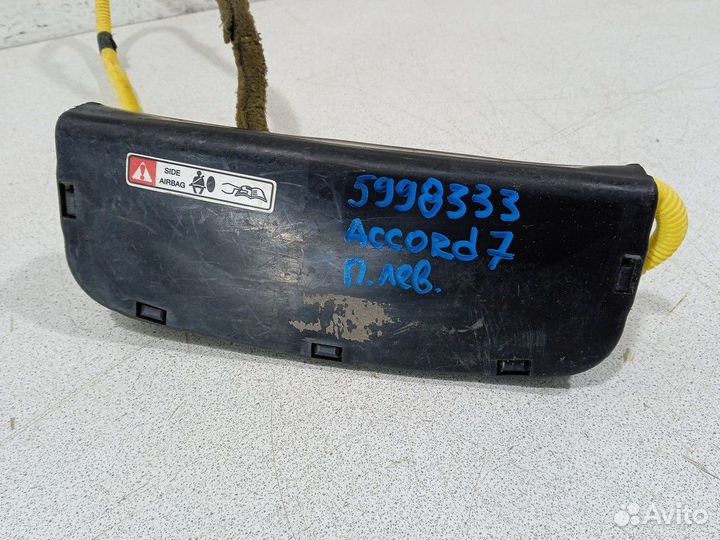 SIDE
AIRBAG
5998333
Accord 7
П.лев.
Avito